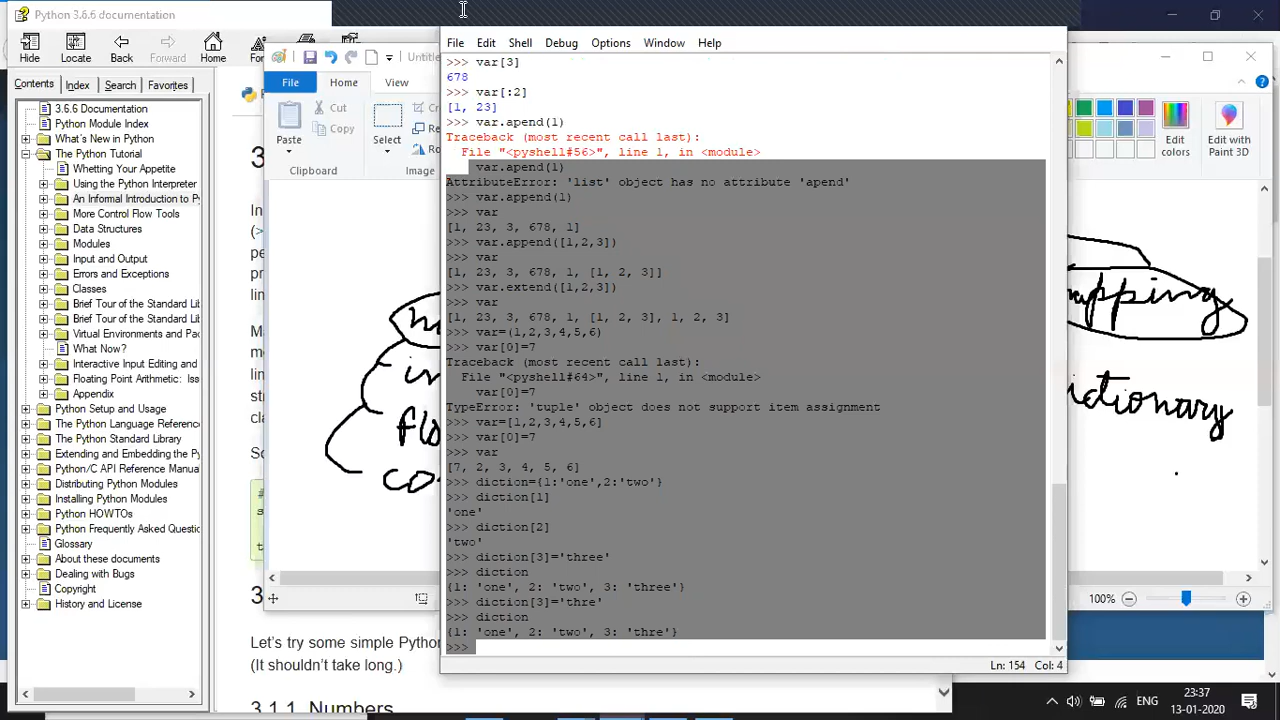 Python 3.6.6 documentation
Hide
Locate
Back
Forward
Home
Contents
Index
Search
Favorites
3.6.6 Documentation
Python Module Index
What's New in Python
The Python Tutorial
Whetting Your Appetite
Using the Python Interpreter
An Informal Introduction to P
More Control Flow Tools
Data Structures
Modules
Input and Output
Errors and Exceptions
Classes
Brief Tour of the Standard Lib
Brief Tour of the Standard Lib
Virtual Environments and Pac
What Now?
Interactive Input Editing and
Floating Point Arithmetic: Iss
Appendix
Python Setup and Usage
The Python Language Reference
The Python Standard Library
Extending and Embedding the Py
Python/C API Reference Manua
Distributing Python Modules
Installing Python Modules
Python HOWTOs
Python Frequently Asked Questio
Glossary
About these documents
Dealing with Bugs
Copyright
History and License
Let's try some simple Python
(It shouldn't take long.)
3.1.1. Numbers
File
Home
View
Paste
Cut
Copy
Clipboard
Select
Image
File Edit Shell Debug Options Window Help
>>> var[3]
678
>>> var[:2]
[1, 23]
>>> var.apend(1)
Traceback (most recent call last):
File "<pyshell#56>", line 1, in <module>
var.apend(1)
AttributeError: 'list' object has no attribute 'apend'
>>> var.append(1)
>>> var
[1, 23, 3, 678, 1]
>>> var.append([1,2,3])
>>> var
[1, 23, 3, 678, 1, [1, 2, 3]]
>>> var.extend([1,2,3])
>>> var
[1, 23, 3, 678, 1, [1, 2, 3], 1, 2, 3]
>>> var=(1,2,3,4,5,6)
>>> var[0]=7
Traceback (most recent call last):
File "<pyshell#64>", line 1, in <module>
var[0]=7
TypeError: 'tuple' object does not support item assignment
>>> var=[1,2,3,4,5,6]
>>> var[0]=7
>>> var
[7, 2, 3, 4, 5, 6]
>>> diction={1:'one',2:'two'}
>>> diction[1]
'one'
>>> diction[2]
'two'
>>> diction[3]='three'
>>> diction
{1: 'one', 2: 'two', 3: 'three'}
>>> diction[3]='thre'
>>> diction
{1: 'one', 2: 'two', 3: 'thre'}
>>>
Ln: 154 Col: 4
Edit colors
Edit with Paint 3D
apping
ictionary
100%
ENG
23:37
13-01-2020